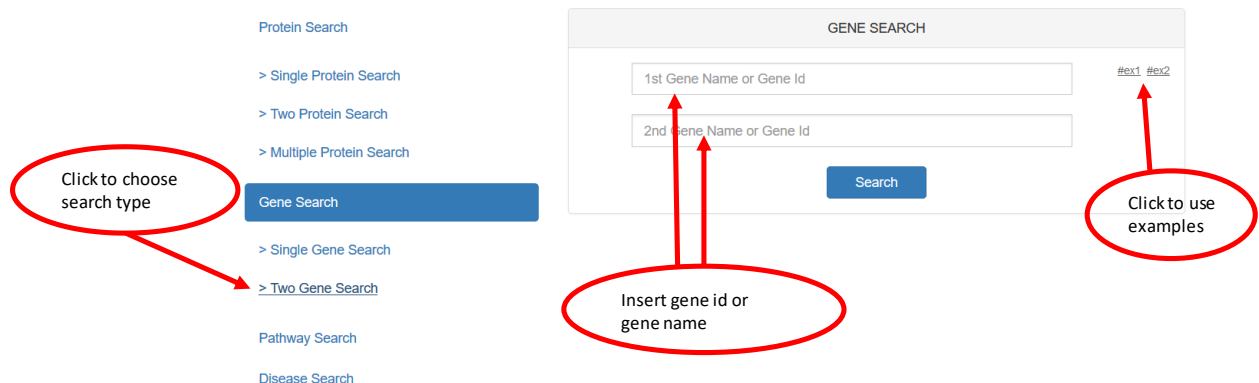 Protein Search
> Single Protein Search
> Two Protein Search
> Multiple Protein Search
Gene Search
> Single Gene Search
> Two Gene Search
Pathway Search
Disease Search
Click to choose
search type
GENE SEARCH
1st Gene Name or Gene Id
#ex1 #ex2
2nd Gene Name or Gene Id
Search
Click to use
examples
Insert gene id or
gene name